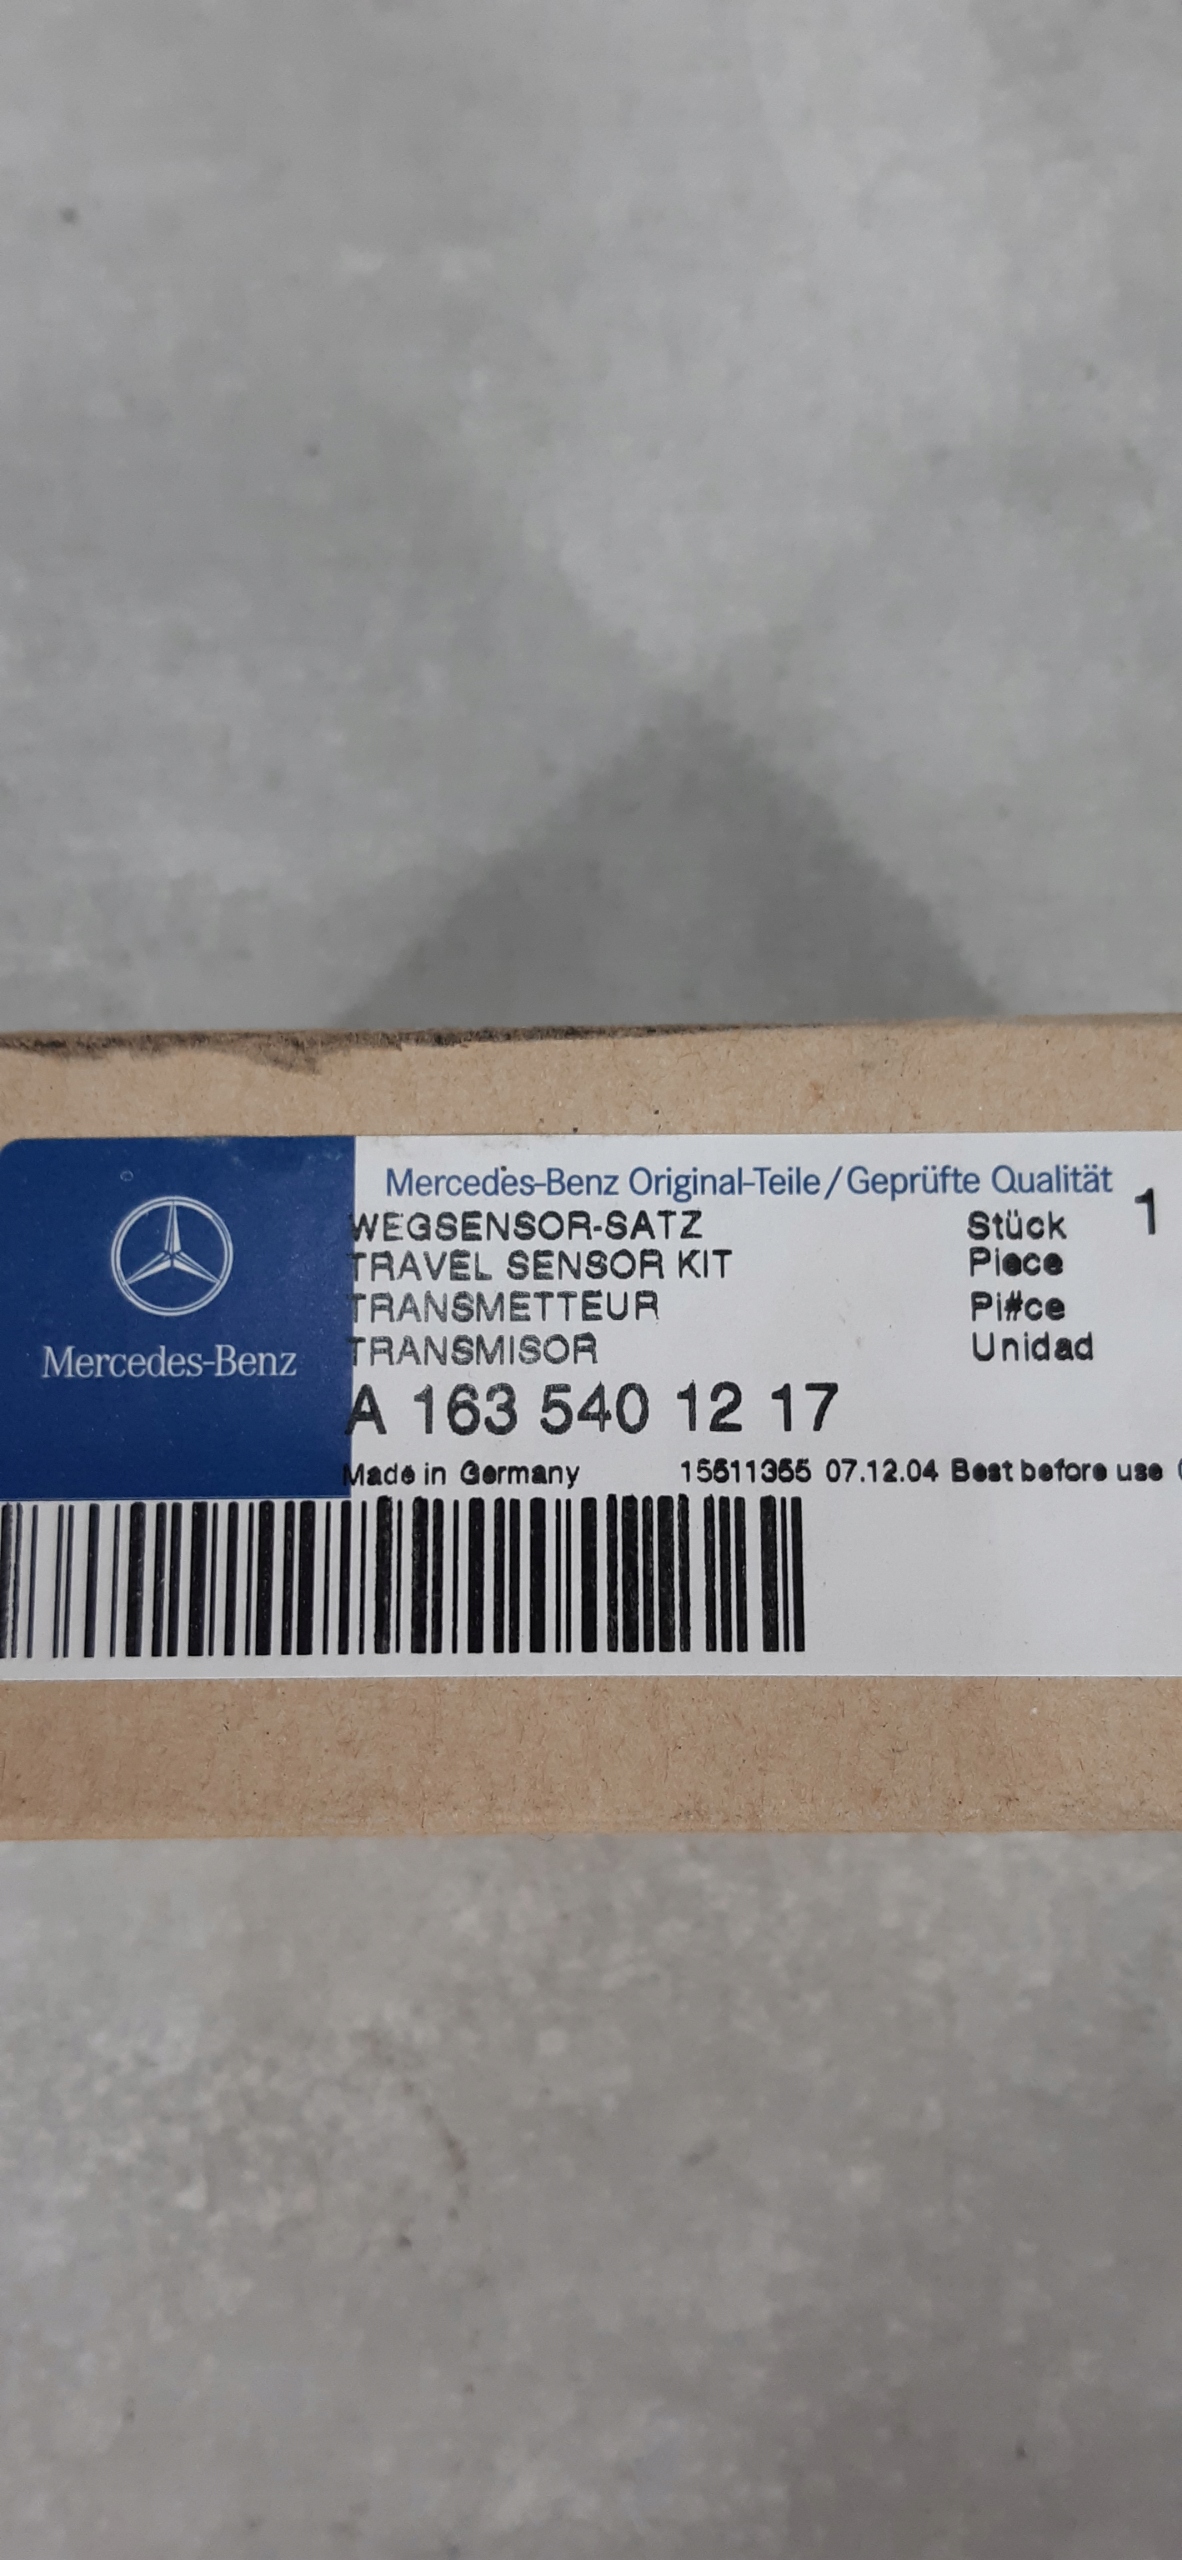 Mercedes-Benz Original-Teile/Geprüfte Qualität
WEGSENSOR-SATZ Stück 1
TRAVEL SENSOR KIT Piece
TRANSMETTEUR Pi#ce
TRANSMISOR Unidad
Mercedes-Benz
A 163 540 12 17
Made in Germany 15511355 07.12.04 Best before use